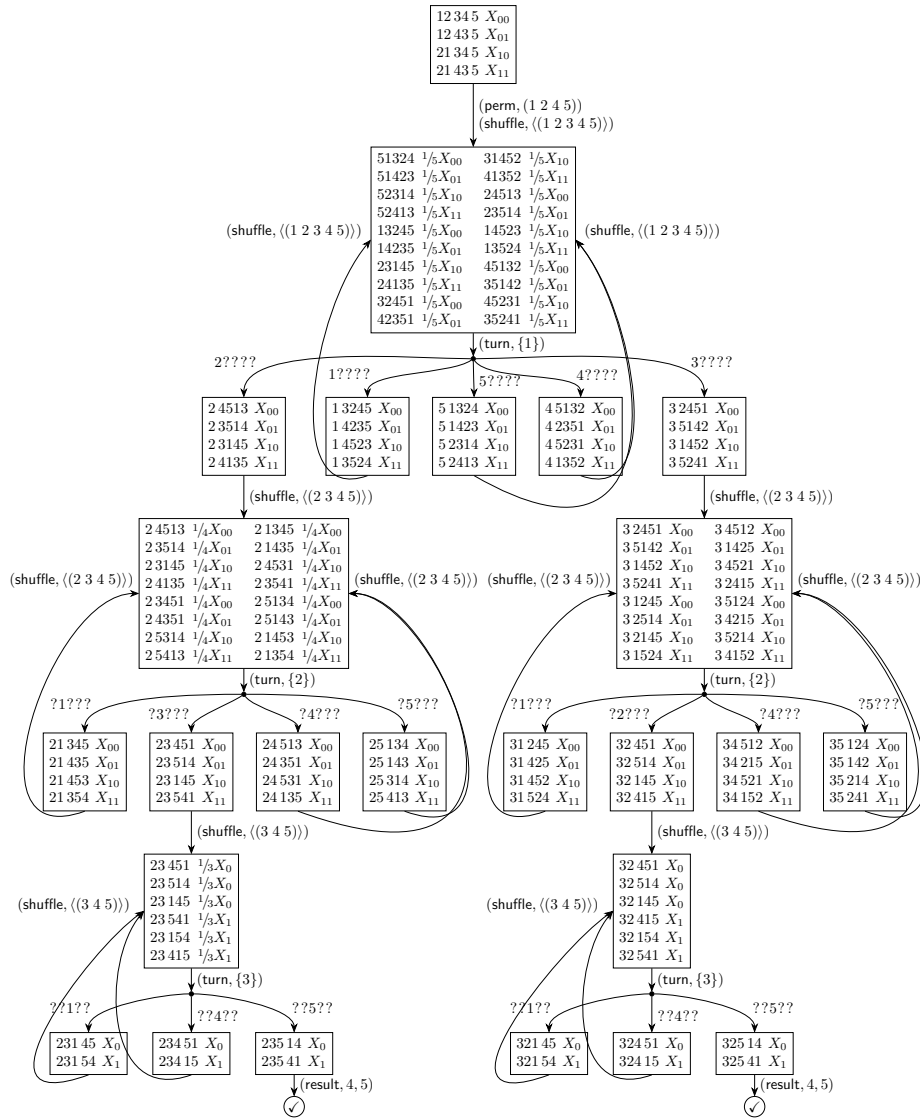 12 34 5 X₀₀
12 43 5 X₀₁
21 34 5 X₁₀
21 43 5 X₁₁
(perm, (1 2 4 5))
(shuffle, ⟨(1 2 3 4 5)⟩)
51324 1/5X₀₀ 31452 1/5X₁₀
51423 1/5X₀₁ 41352 1/5X₁₁
52314 1/5X₁₀ 24513 1/5X₀₀
52413 1/5X₁₁ 23514 1/5X₀₁
13245 1/5X₀₀ 14523 1/5X₁₀
14235 1/5X₀₁ 13524 1/5X₁₁
23145 1/5X₁₀ 45132 1/5X₀₀
24135 1/5X₁₁ 35142 1/5X₀₁
32451 1/5X₀₀ 45231 1/5X₁₀
42351 1/5X₀₁ 35241 1/5X₁₁
(shuffle, ⟨(1 2 3 4 5)⟩) (shuffle, ⟨(1 2 3 4 5)⟩)
(turn, {1})
2???? 1???? 5???? 4???? 3????
2 4513 X₀₀ 1 3245 X₀₀ 5 1324 X₀₀ 4 5132 X₀₀ 3 2451 X₀₀
2 3514 X₀₁ 1 4235 X₀₁ 5 1423 X₀₁ 4 2351 X₀₁ 3 5142 X₀₁
2 3145 X₁₀ 1 4523 X₁₀ 5 2314 X₁₀ 4 5231 X₁₀ 3 1452 X₁₀
2 4135 X₁₁ 1 3524 X₁₁ 5 2413 X₁₁ 4 1352 X₁₁ 3 5241 X₁₁
(shuffle, ⟨(2 3 4 5)⟩) (shuffle, ⟨(2 3 4 5)⟩)
2 4513 1/4X₀₀ 2 1345 1/4X₀₀ 3 2451 X₀₀ 3 4512 X₀₀
2 3514 1/4X₀₁ 2 1435 1/4X₀₁ 3 5142 X₀₁ 3 1425 X₀₁
2 3145 1/4X₁₀ 2 4531 1/4X₁₀ 3 1452 X₁₀ 3 4521 X₁₀
2 4135 1/4X₁₁ 2 3541 1/4X₁₁ 3 5241 X₁₁ 3 2415 X₁₁
2 3451 1/4X₀₀ 2 5134 1/4X₀₀ 3 1245 X₀₀ 3 5124 X₀₀
2 4351 1/4X₀₁ 2 5143 1/4X₀₁ 3 2514 X₀₁ 3 4215 X₀₁
2 5314 1/4X₁₀ 2 1453 1/4X₁₀ 3 2145 X₁₀ 3 5214 X₁₀
2 5413 1/4X₁₁ 2 1354 1/4X₁₁ 3 1524 X₁₁ 3 4152 X₁₁
(shuffle, ⟨(2 3 4 5)⟩) (shuffle, ⟨(2 3 4 5)⟩) (shuffle, ⟨(2 3 4 5)⟩) (shuffle, ⟨(2 3 4 5)⟩)
(turn, {2}) (turn, {2})
?1??? ?3??? ?4??? ?5??? ?1??? ?2??? ?4??? ?5???
21 345 X₀₀ 23 451 X₀₀ 24 513 X₀₀ 25 134 X₀₀ 31 245 X₀₀ 32 451 X₀₀ 34 512 X₀₀ 35 124 X₀₀
21 435 X₀₁ 23 514 X₀₁ 24 351 X₀₁ 25 143 X₀₁ 31 425 X₀₁ 32 514 X₀₁ 34 215 X₀₁ 35 142 X₀₁
21 453 X₁₀ 23 145 X₁₀ 24 531 X₁₀ 25 314 X₁₀ 31 452 X₁₀ 32 145 X₁₀ 34 521 X₁₀ 35 214 X₁₀
21 354 X₁₁ 23 541 X₁₁ 24 135 X₁₁ 25 413 X₁₁ 31 524 X₁₁ 32 415 X₁₁ 34 152 X₁₁ 35 241 X₁₁
(shuffle, ⟨(3 4 5)⟩) (shuffle, ⟨(3 4 5)⟩)
23 451 1/3X₀ 32 451 X₀
23 514 1/3X₀ 32 514 X₀
23 145 1/3X₀ 32 145 X₀
23 541 1/3X₁ 32 415 X₁
23 154 1/3X₁ 32 154 X₁
23 415 1/3X₁ 32 541 X₁
(shuffle, ⟨(3 4 5)⟩) (shuffle, ⟨(3 4 5)⟩)
(turn, {3}) (turn, {3})
??1?? ??4?? ??5?? ??1?? ??4?? ??5??
231 45 X₀ 234 51 X₀ 235 14 X₀ 321 45 X₀ 324 51 X₀ 325 14 X₀
231 54 X₁ 234 15 X₁ 235 41 X₁ 321 54 X₁ 324 15 X₁ 325 41 X₁
(result, 4, 5) (result, 4, 5)
✓ ✓